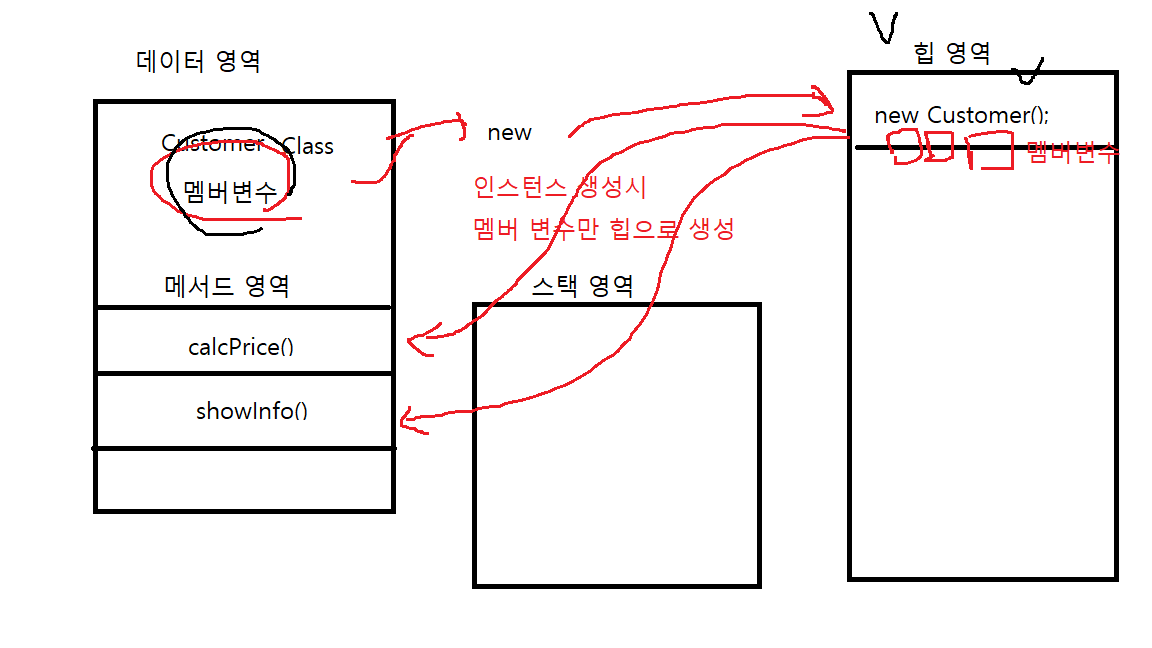 데이터 영역
Customer Class
멤버변수
메서드 영역
calcPrice()
showInfo()
new
인스턴스 생성시
멤버 변수만 힙으로 생성
스택 영역
힙 영역
new Customer();
멤버변수